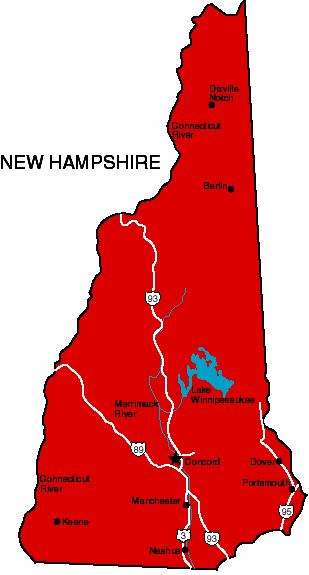 Dixville
Notch
Connecticut
River
NEW HAMPSHIRE
Berlin
93
Lake
Winnipesaukee
Merrimack
River
89
Concord
Dover
Connecticut
River
Portsmouth
Manchester
95
Keene
3
93
Nashua